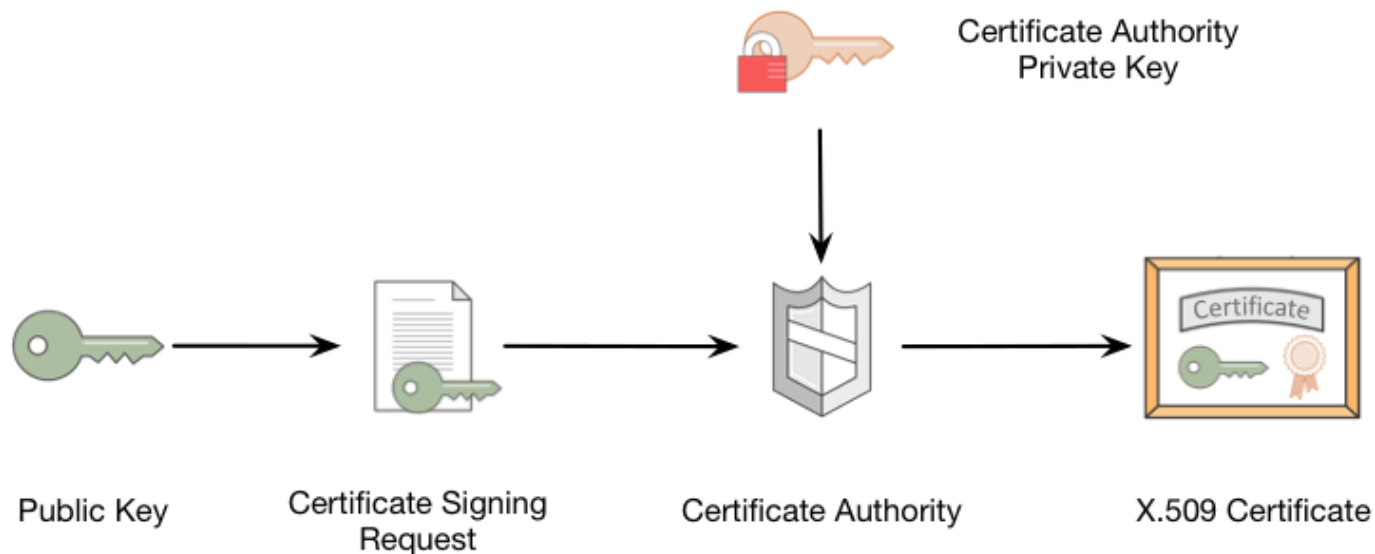 Certificate Authority
Private Key
Certificate
Public Key
Certificate Signing
Request
Certificate Authority
X.509 Certificate